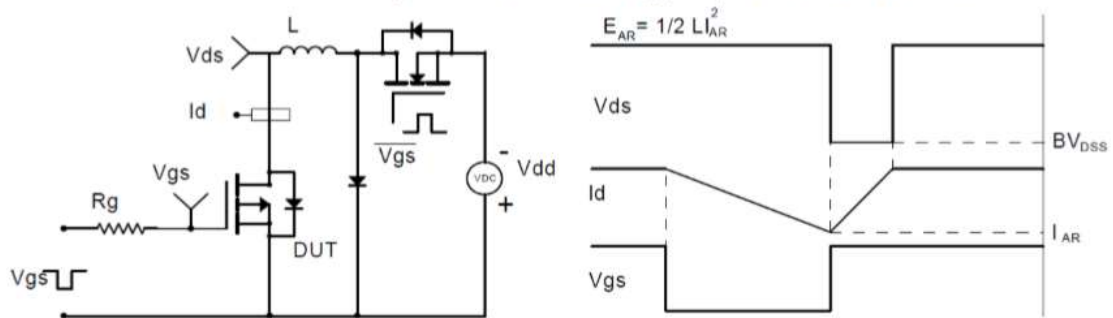 L
Vds
Id
Vgs
Vgs
Rg
DUT
Vgs
VDC
-
Vdd
+
E_AR = 1/2 LI_AR^2
Vds
BV_DSS
Id
I_AR
Vgs